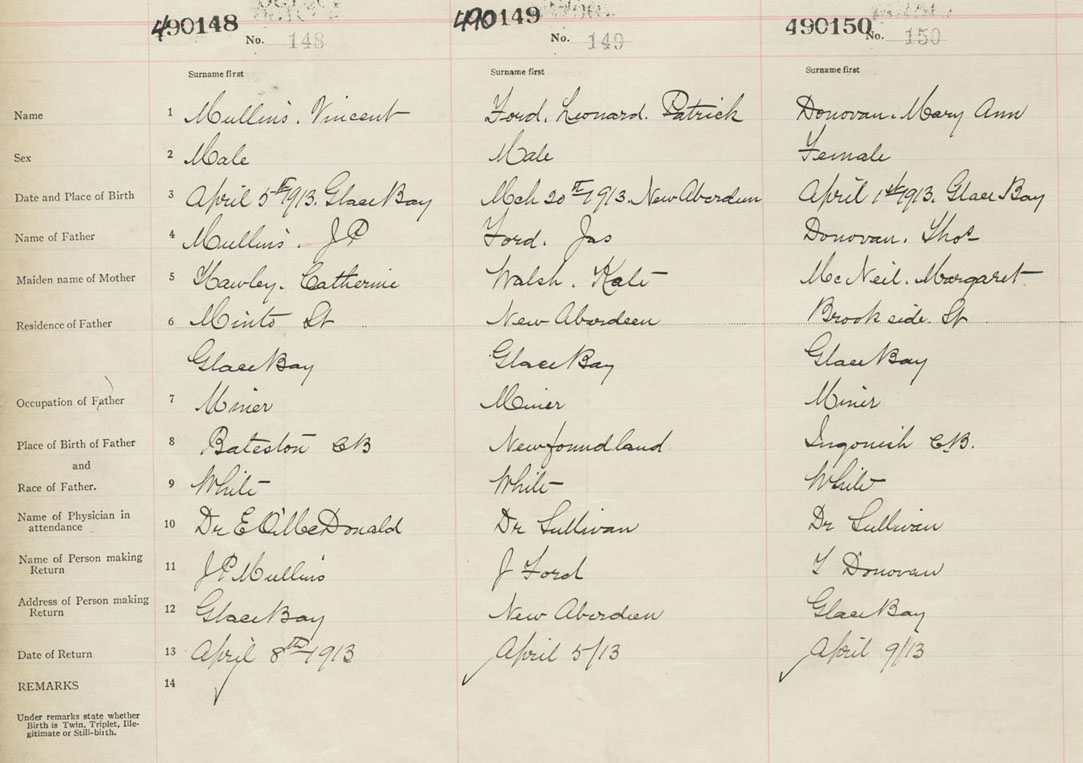 490148 490149 490150
No. 148 No. 149 No. 150
Surname first Surname first Surname first
Name 1 Mullins. Vincent Ford. Leonard. Patrick Donovan. Mary Ann
Sex 2 Male Male Female
Date and Place of Birth 3 April 5th 1913. Glace Bay Mch 20th 1913. New Aberdeen April 1st 1913. Glace Bay
Name of Father 4 Mullins. J P Ford. Jas Donovan. Thos
Maiden name of Mother 5 Hawley. Catherine Walsh. Kate McNeil. Margaret
Residence of Father 6 Minto St New Aberdeen Brookside. St
Glace Bay Glace Bay Glace Bay
Occupation of Father 7 Miner Miner Miner
Place of Birth of Father 8 Bateston CB Newfoundland Ingonish C.B.
and
Race of Father. 9 White White White
Name of Physician in
attendance 10 Dr McDonald Dr Sullivan Dr Sullivan
Name of Person making
Return 11 J P Mullins J Ford T Donovan
Address of Person making
Return 12 Glace Bay New Aberdeen Glace Bay
Date of Return 13 April 8th 1913 April 5/13 April 9/13
REMARKS 14
Under remarks state whether
Birth is Twin, Triplet, Ille-
gitimate or Still-birth.